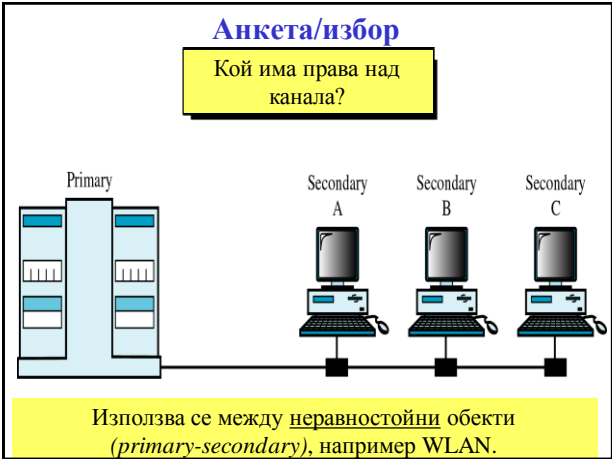 Анкета/избор
Кой има права над
канала?
Primary
Secondary
A
Secondary
B
Secondary
C
Използва се между неравностойни обекти
(primary-secondary), например WLAN.